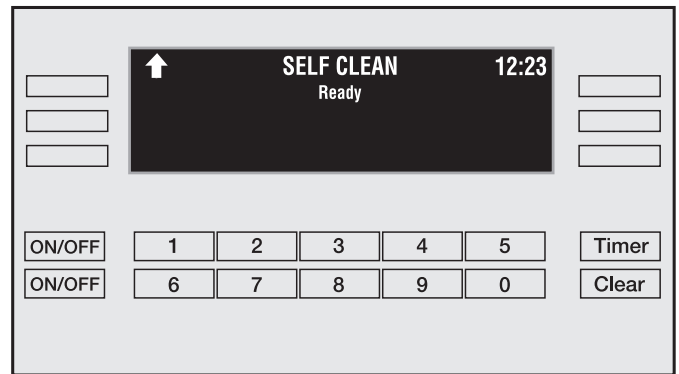 SELF CLEAN 12:23
Ready
ON/OFF 1 2 3 4 5 Timer
ON/OFF 6 7 8 9 0 Clear